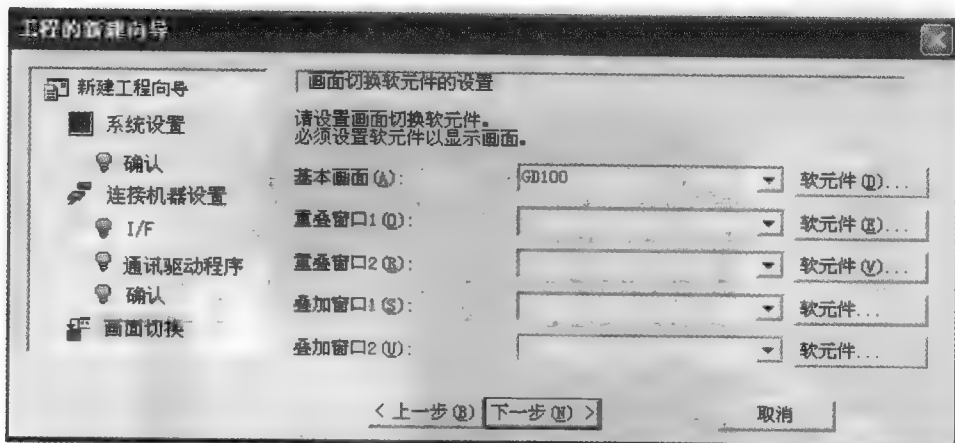 工程的新建向导
新建工程向导
系统设置
确认
连接机器设置
I/F
通讯驱动程序
确认
画面切换
画面切换软元件的设置
请设置画面切换软元件。
必须设置软元件以显示画面。
基本画面(A): GD100 软元件(D)...
重叠窗口1(Q): 软元件(E)...
重叠窗口2(R): 软元件(V)...
叠加窗口1(S): 软元件...
叠加窗口2(U): 软元件...
< 上一步(B) 下一步(N) > 取消